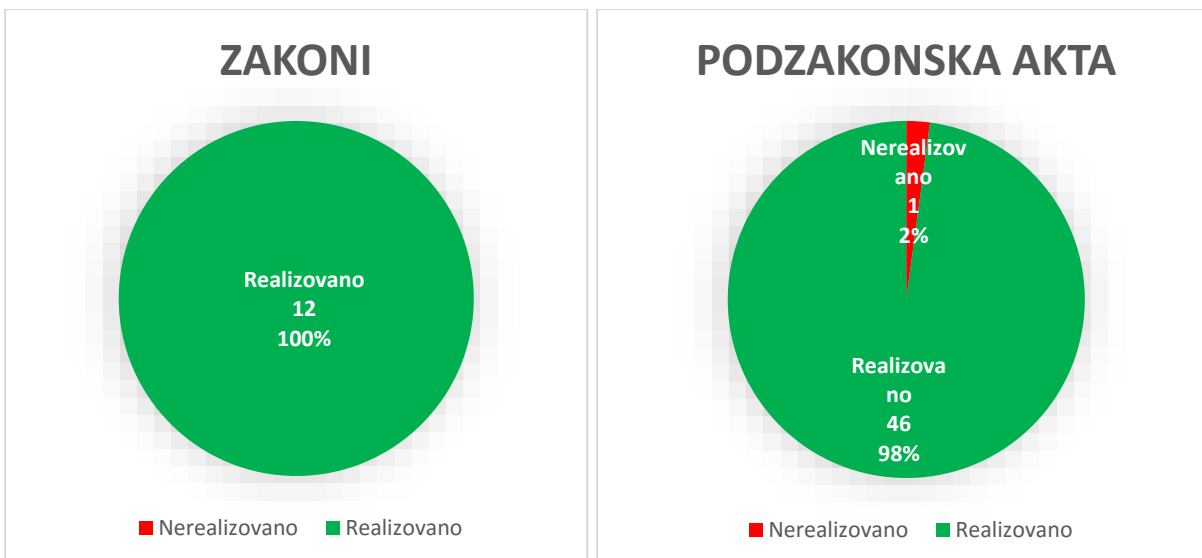 ZAKONI
Realizovano
12
100%
Nerealizovano Realizovano
PODZAKONSKA AKTA
Nerealizov
ano
1
2%
Realizova
no
46
98%
Nerealizovano Realizovano